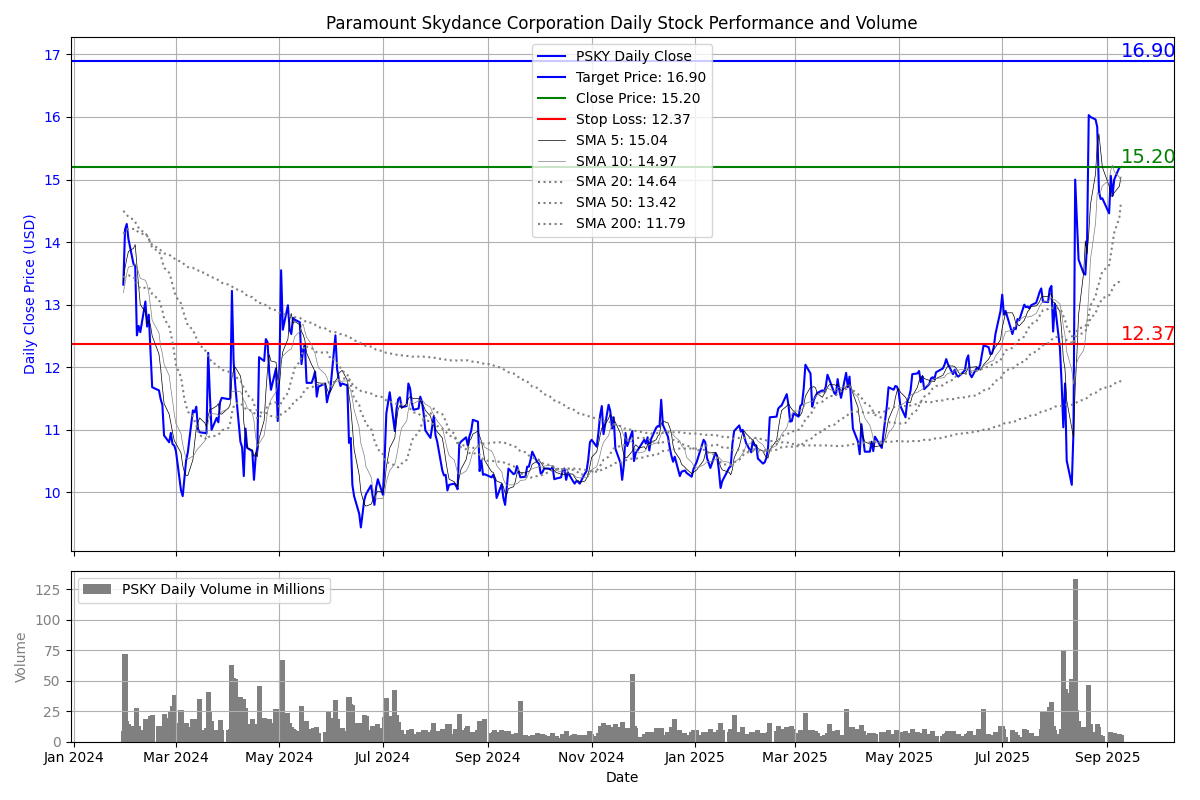 Paramount Skydance Corporation Daily Stock Performance and Volume
Daily Close Price (USD)
17
16
15
14
13
12
11
10
PSKY Daily Close
Target Price: 16.90
Close Price: 15.20
Stop Loss: 12.37
SMA 5: 15.04
SMA 10: 14.97
SMA 20: 14.64
SMA 50: 13.42
SMA 200: 11.79
16.90
15.20
12.37
Volume
125
100
75
50
25
0
PSKY Daily Volume in Millions
Jan 2024 Mar 2024 May 2024 Jul 2024 Sep 2024 Nov 2024 Jan 2025 Mar 2025 May 2025 Jul 2025 Sep 2025
Date